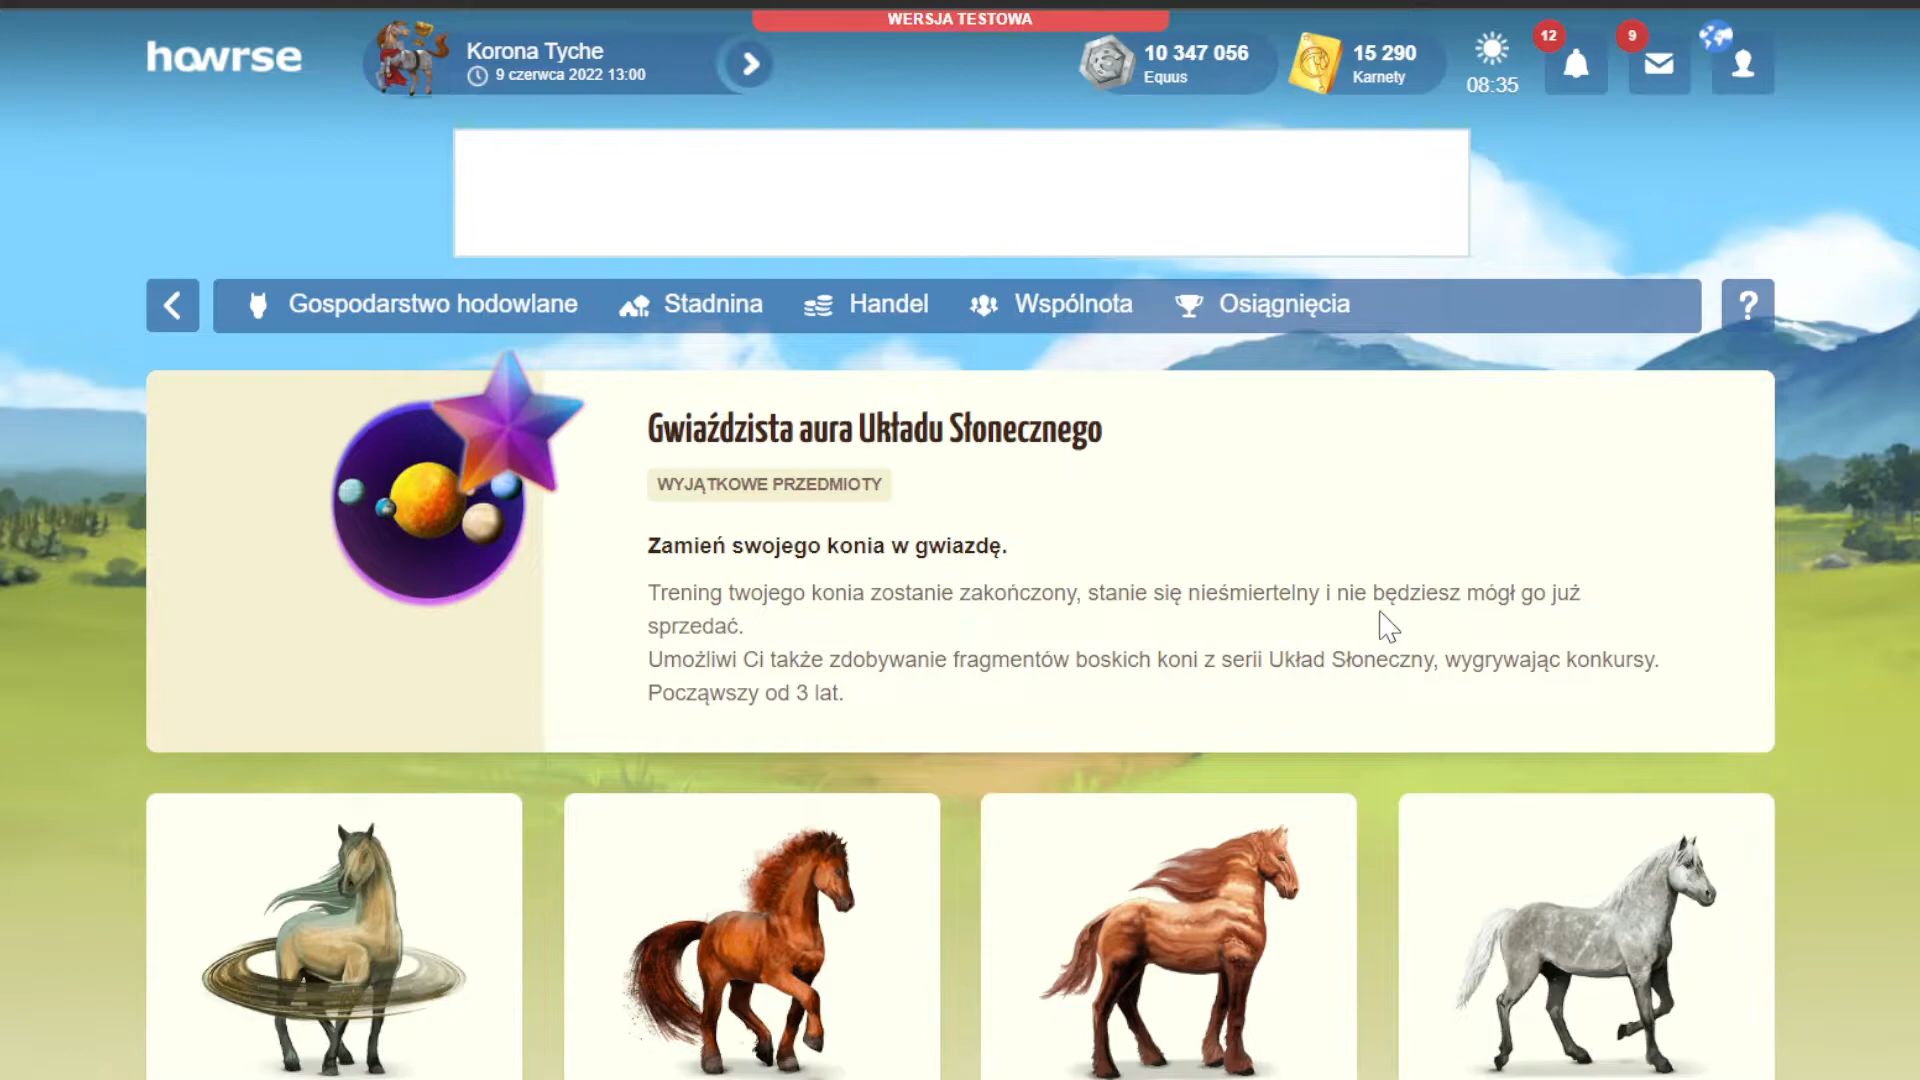 WERSJA TESTOWA
howrse
Korona Tyche
9 czerwca 2022 13:00
10 347 056
Equus
15 290
Karnety
08:35
12
9
Gospodarstwo hodowlane
Stadnina
Handel
Wspólnota
Osiągnięcia
?
Gwiaździsta aura Układu Słonecznego
WYJĄTKOWE PRZEDMIOTY
Zamień swojego konia w gwiazdę.
Trening twojego konia zostanie zakończony, stanie się nieśmiertelny i nie będziesz mógł go już
sprzedać.
Umożliwi Ci także zdobywanie fragmentów boskich koni z serii Układ Słoneczny, wygrywając konkursy.
Począwszy od 3 lat.